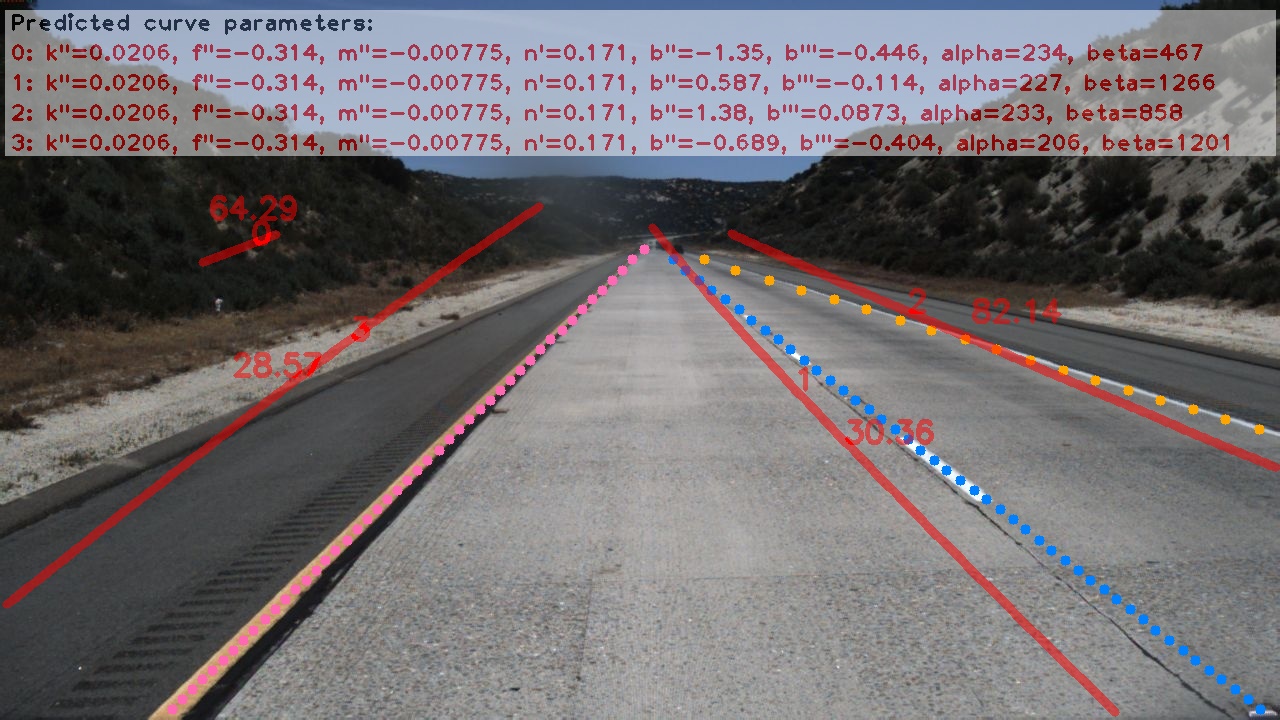 Predicted curve parameters:
0: k''=0.0206, f''=−0.314, m''=−0.00775, n'=0.171, b''=−1.35, b'''=−0.446, alpha=234, beta=467
1: k''=0.0206, f''=−0.314, m''=−0.00775, n'=0.171, b''=0.587, b'''=−0.114, alpha=227, beta=1266
2: k''=0.0206, f''=−0.314, m''=−0.00775, n'=0.171, b''=1.38, b'''=0.0873, alpha=233, beta=858
3: k''=0.0206, f''=−0.314, m''=−0.00775, n'=0.171, b''=−0.689, b'''=−0.404, alpha=206, beta=1201
64.29
0
2
82.14
3
28.57
1
30.36